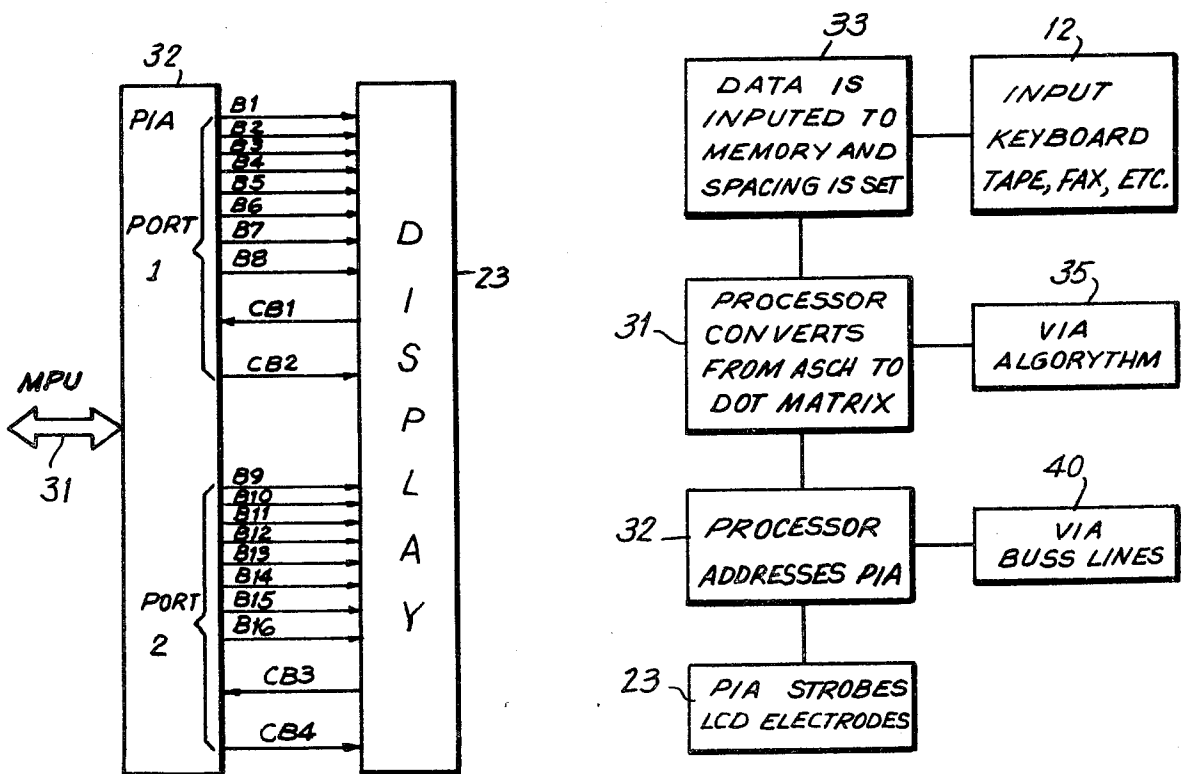 32
PIA
PORT
1
B1
B2
B3
B4
B5
B6
B7
B8
CB1
CB2
MPU
31
PORT
2
B9
B10
B11
B12
B13
B14
B15
B16
CB3
CB4
DISPLAY
23
33
DATA IS
INPUTED TO
MEMORY AND
SPACING IS SET
12
INPUT
KEYBOARD
TAPE, FAX, ETC.
31
PROCESSOR
CONVERTS
FROM ASCH TO
DOT MATRIX
35
VIA
ALGORYTHM
32
PROCESSOR
ADDRESSES PIA
40
VIA
BUSS LINES
23
PIA STROBES
LCD ELECTRODES